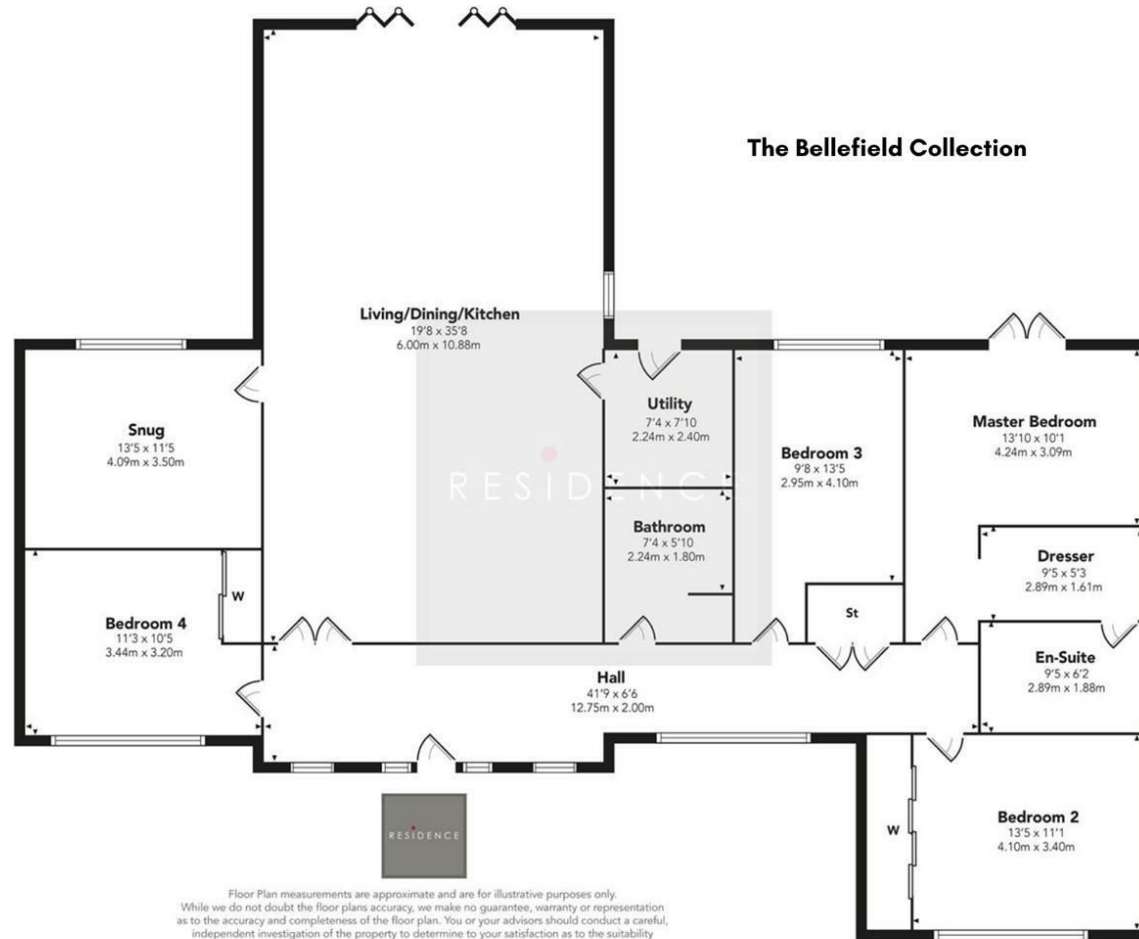 The Bellefield Collection
Living/Dining/Kitchen
19'8 x 35'8
6.00m x 10.88m
Snug
13'5 x 11'5
4.09m x 3.50m
Utility
7'4 x 7'10
2.24m x 2.40m
Bedroom 3
9'8 x 13'5
2.95m x 4.10m
Master Bedroom
13'10 x 10'1
4.24m x 3.09m
RESIDENCE
Bathroom
7'4 x 5'10
2.24m x 1.80m
Dresser
9'5 x 5'3
2.89m x 1.61m
W
Bedroom 4
11'3 x 10'5
3.44m x 3.20m
St
En-Suite
9'5 x 6'2
2.89m x 1.88m
Hall
41'9 x 6'6
12.75m x 2.00m
W
Bedroom 2
13'5 x 11'1
4.10m x 3.40m
RESIDENCE
Floor Plan measurements are approximate and are for illustrative purposes only.
While we do not doubt the floor plans accuracy, we make no guarantee, warranty or representation
as to the accuracy and completeness of the floor plan. You or your advisors should conduct a careful,
independent investigation of the property to determine to your satisfaction as to the suitability